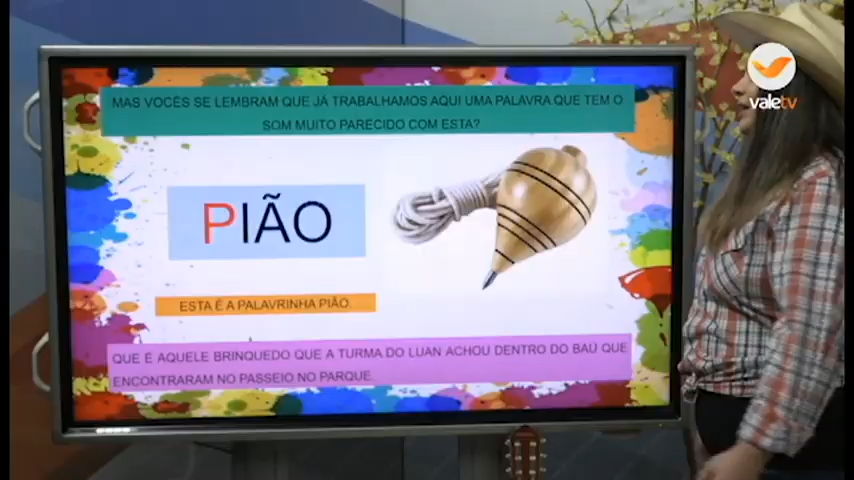 MAS VOCÊS SE LEMBRAM QUE JÁ TRABALHAMOS AQUI UMA PALAVRA QUE TEM O
SOM MUITO PARECIDO COM ESTA?
PIÃO
ESTA É A PALAVRINHA PIÃO.
QUE É AQUELE BRINQUEDO QUE A TURMA DO LUAN ACHOU DENTRO DO BAÚ QUE
ENCONTRARAM NO PASSEIO NO PARQUE.
valetv